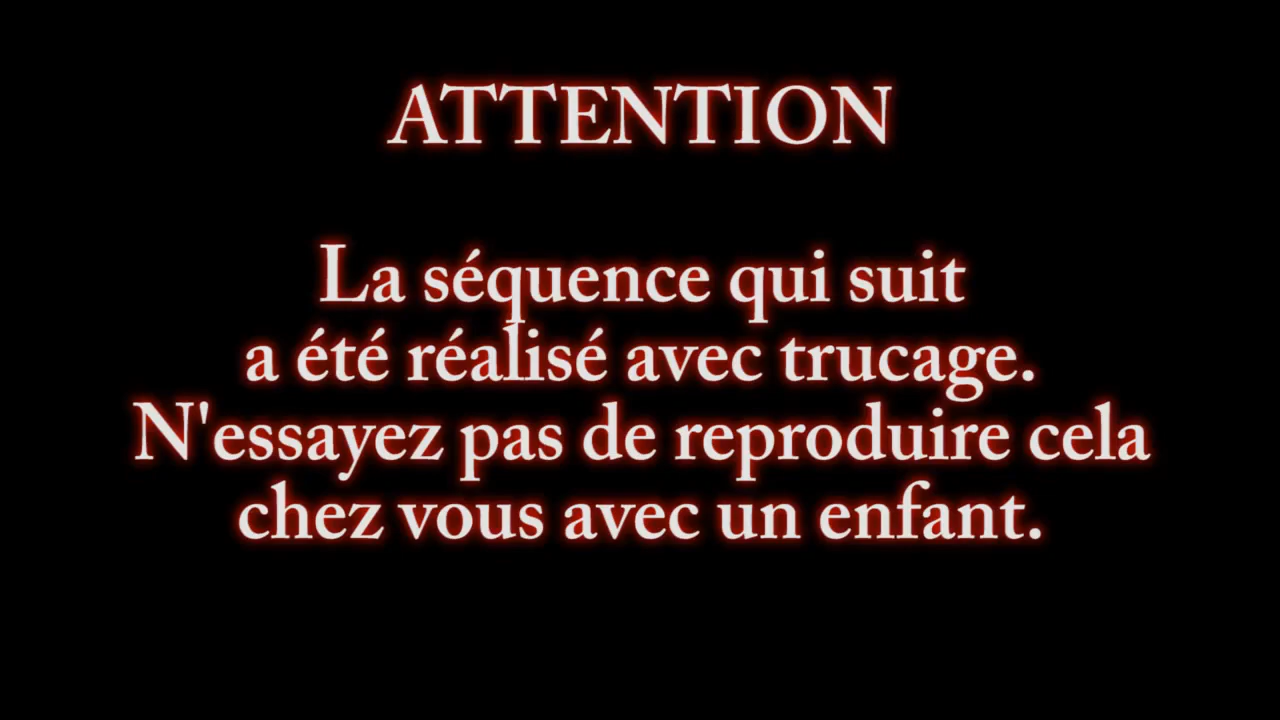 ATTENTION
La séquence qui suit
a été réalisé avec trucage.
N'essayez pas de reproduire cela
chez vous avec un enfant.